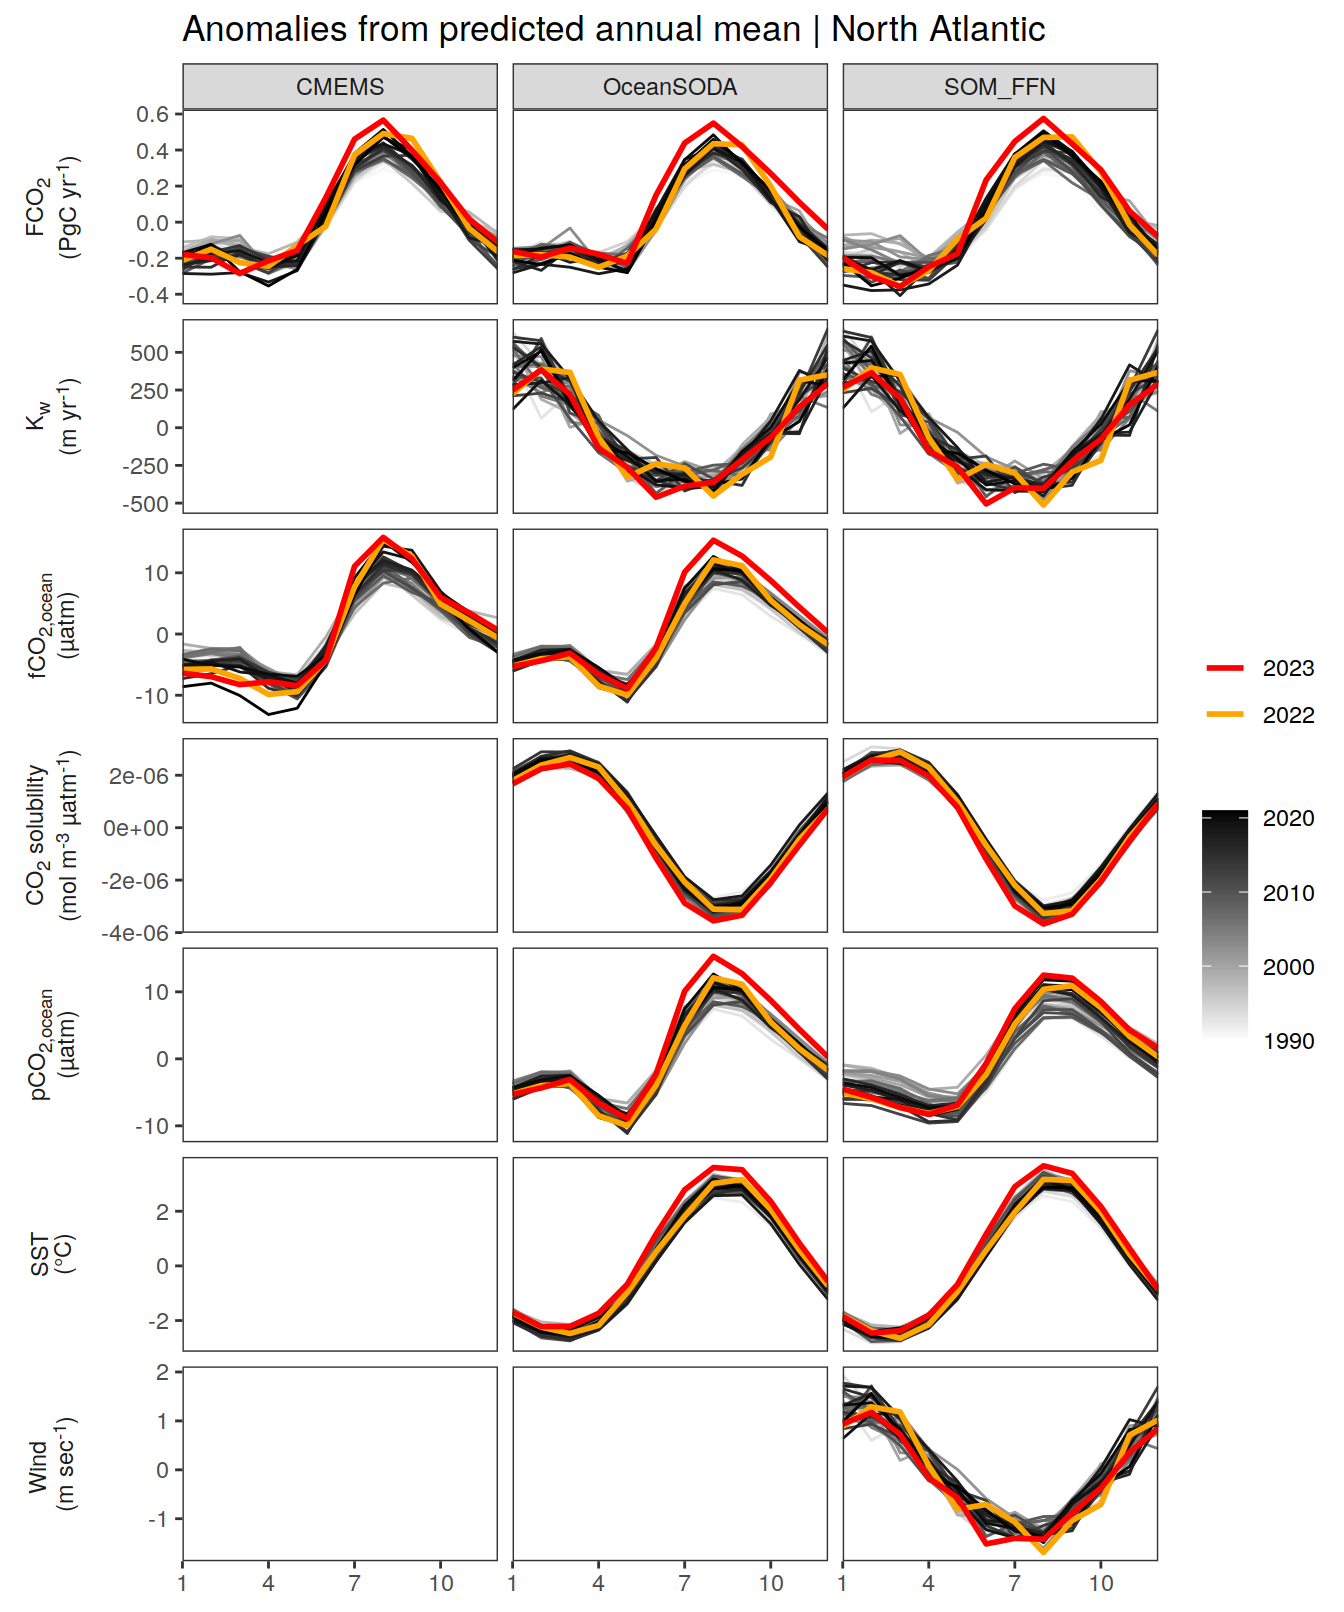 Anomalies from predicted annual mean | North Atlantic
CMEMS OceanSODA SOM_FFN
FCO2
(PgC yr-1)
0.6
0.4
0.2
0.0
-0.2
-0.4
Kw
(m yr-1)
500
250
0
-250
-500
fCO2,ocean
(µatm)
10
0
-10
CO2 solubility
(mol m-3 µatm-1)
2e-06
0e+00
-2e-06
-4e-06
pCO2,ocean
(µatm)
10
0
-10
SST
(°C)
2
0
-2
Wind
(m sec-1)
2
1
0
-1
1 4 7 10 1 4 7 10 1 4 7 10
2023
2022
2020
2010
2000
1990